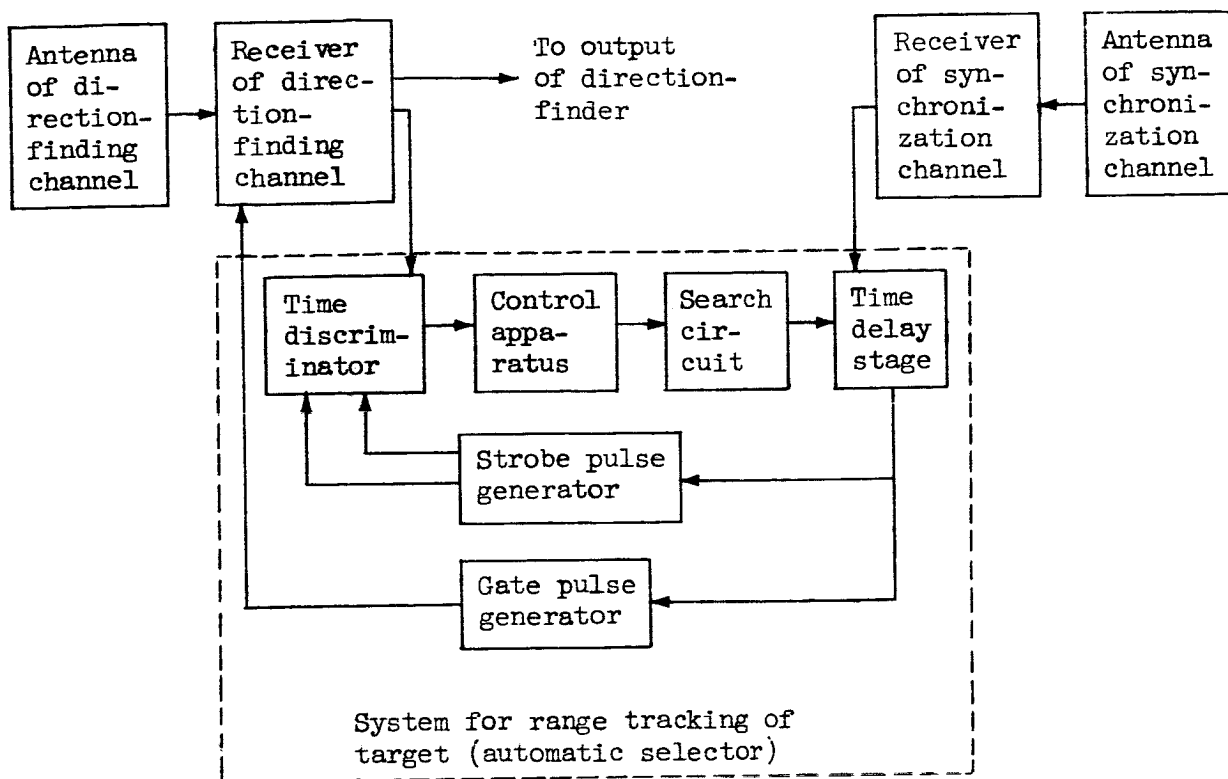 Antenna
of di-
rection-
finding
channel
Receiver
of direc-
tion-
finding
channel
To output
of direction-
finder
Receiver
of syn-
chroni-
zation
channel
Antenna
of syn-
chroni-
zation
channel
Time
discrim-
inator
Control
appa-
ratus
Search
cir-
cuit
Time
delay
stage
Strobe pulse
generator
Gate pulse
generator
System for range tracking of
target (automatic selector)